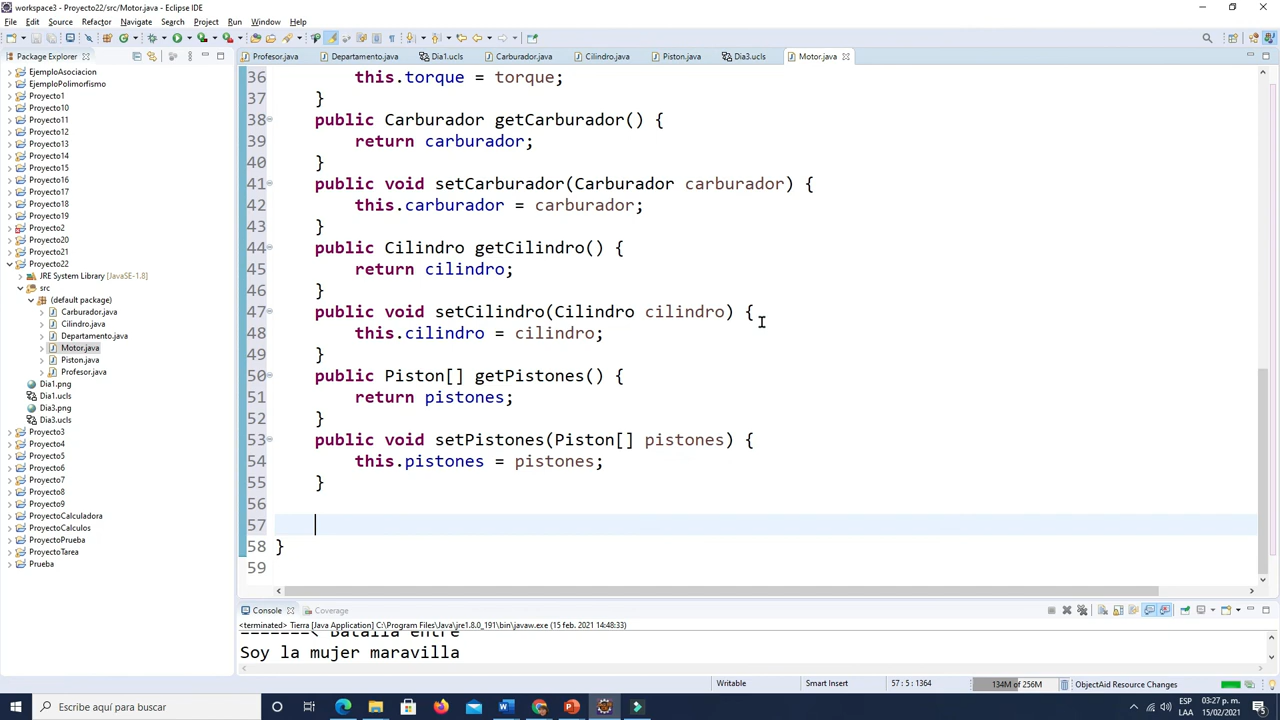 workspace3 - Proyecto22/src/Motor.java - Eclipse IDE
File Edit Source Refactor Navigate Search Project Run Window Help
Package Explorer
Profesor.java Departamento.java Dia1.ucls Carburador.java Cilindro.java Piston.java Dia3.ucls Motor.java
EjemploAsociacion
EjemploPolimorfismo
Proyecto1
Proyecto10
Proyecto11
Proyecto12
Proyecto13
Proyecto14
Proyecto15
Proyecto16
Proyecto17
Proyecto18
Proyecto19
Proyecto2
Proyecto20
Proyecto21
Proyecto22
JRE System Library [JavaSE-1.8]
src
(default package)
Carburador.java
Cilindro.java
Departamento.java
Motor.java
Piston.java
Profesor.java
Dia1.png
Dia1.ucls
Dia3.png
Dia3.ucls
Proyecto3
Proyecto4
Proyecto5
Proyecto6
Proyecto7
Proyecto8
Proyecto9
ProyectoCalculadora
ProyectoCalculos
ProyectoPrueba
ProyectoTarea
Prueba
36 this.torque = torque;
37 }
38 public Carburador getCarburador() {
39 return carburador;
40 }
41 public void setCarburador(Carburador carburador) {
42 this.carburador = carburador;
43 }
44 public Cilindro getCilindro() {
45 return cilindro;
46 }
47 public void setCilindro(Cilindro cilindro) {
48 this.cilindro = cilindro;
49 }
50 public Piston[] getPistones() {
51 return pistones;
52 }
53 public void setPistones(Piston[] pistones) {
54 this.pistones = pistones;
55 }
56
57
58 }
59
Console Coverage
<terminated> Tierra [Java Application] C:\Program Files\Java\jre1.8.0_191\bin\javaw.exe (15 feb. 2021 14:48:33)
=======< Batalla entre
Soy la mujer maravilla
Writable Smart Insert 57 : 5 : 1364 134M of 256M ObjectAid Resource Changes
Escribe aquí para buscar
ESP 03:27 p. m.
LAA 15/02/2021